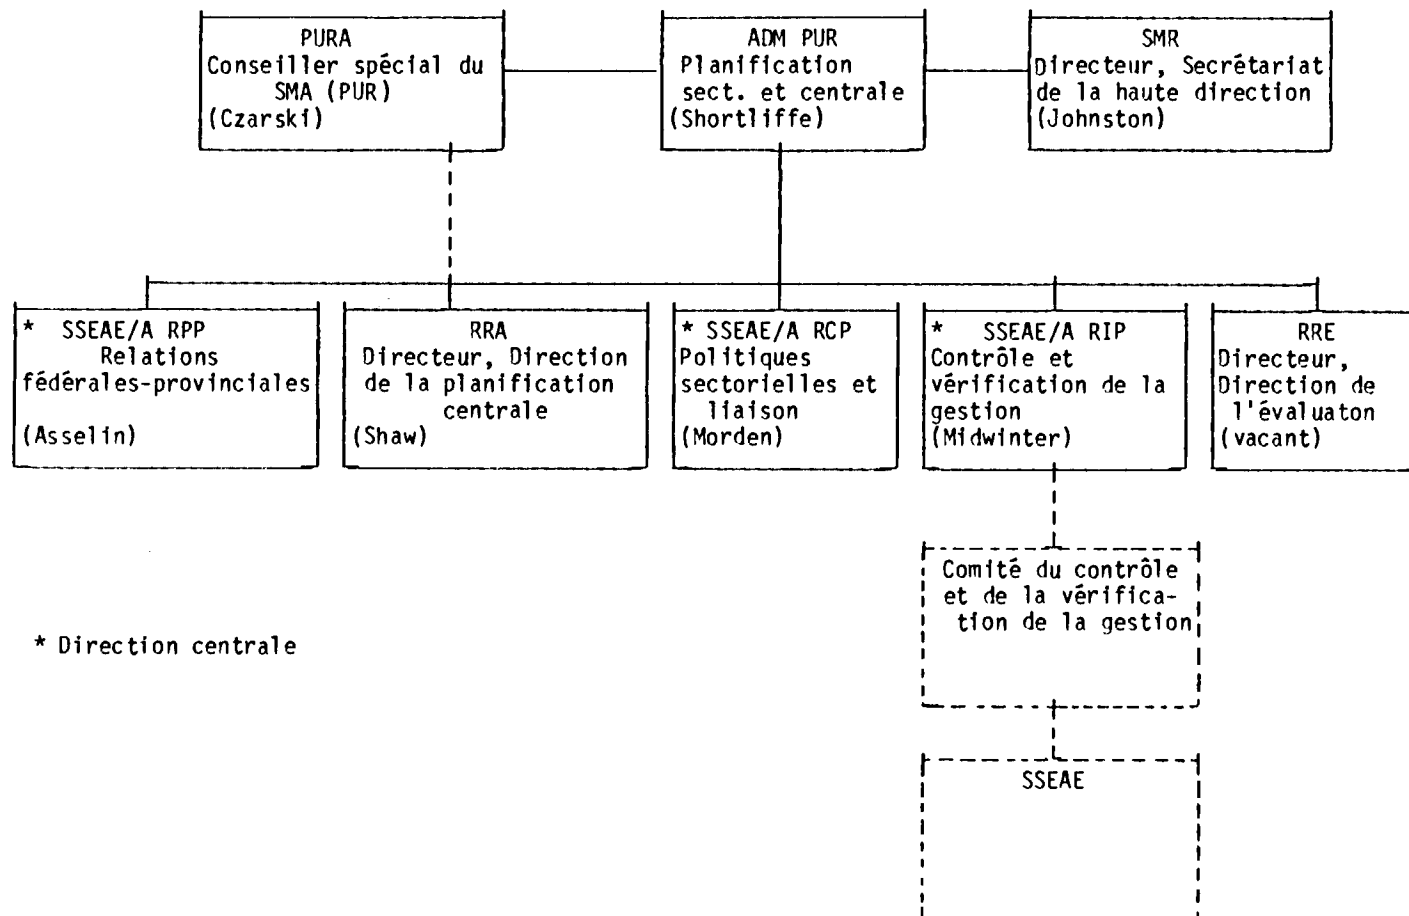 PURA
Conseiller spécial du
SMA (PUR)
(Czarski)
ADM PUR
Planification
sect. et centrale
(Shortliffe)
SMR
Directeur, Secrétariat
de la haute direction
(Johnston)
* SSEAE/A RPP
Relations
fédérales-provinciales
(Asselin)
RRA
Directeur, Direction
de la planification
centrale
(Shaw)
* SSEAE/A RCP
Politiques
sectorielles et
liaison
(Morden)
* SSEAE/A RIP
Contrôle et
vérification de la
gestion
(Midwinter)
RRE
Directeur,
Direction de
l'évaluaton
(vacant)
Comité du contrôle
et de la vérifica-
tion de la gestion
* Direction centrale
SSEAE